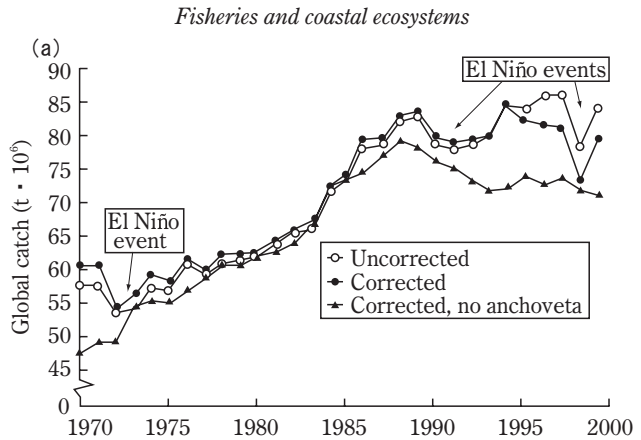 Fisheries and coastal ecosystems
(a)
Global catch (t · 10⁶)
90
85
80
75
70
65
60
55
50
45
0
El Niño events
El Niño
event
Uncorrected
Corrected
Corrected, no anchoveta
1970 1975 1980 1985 1990 1995 2000